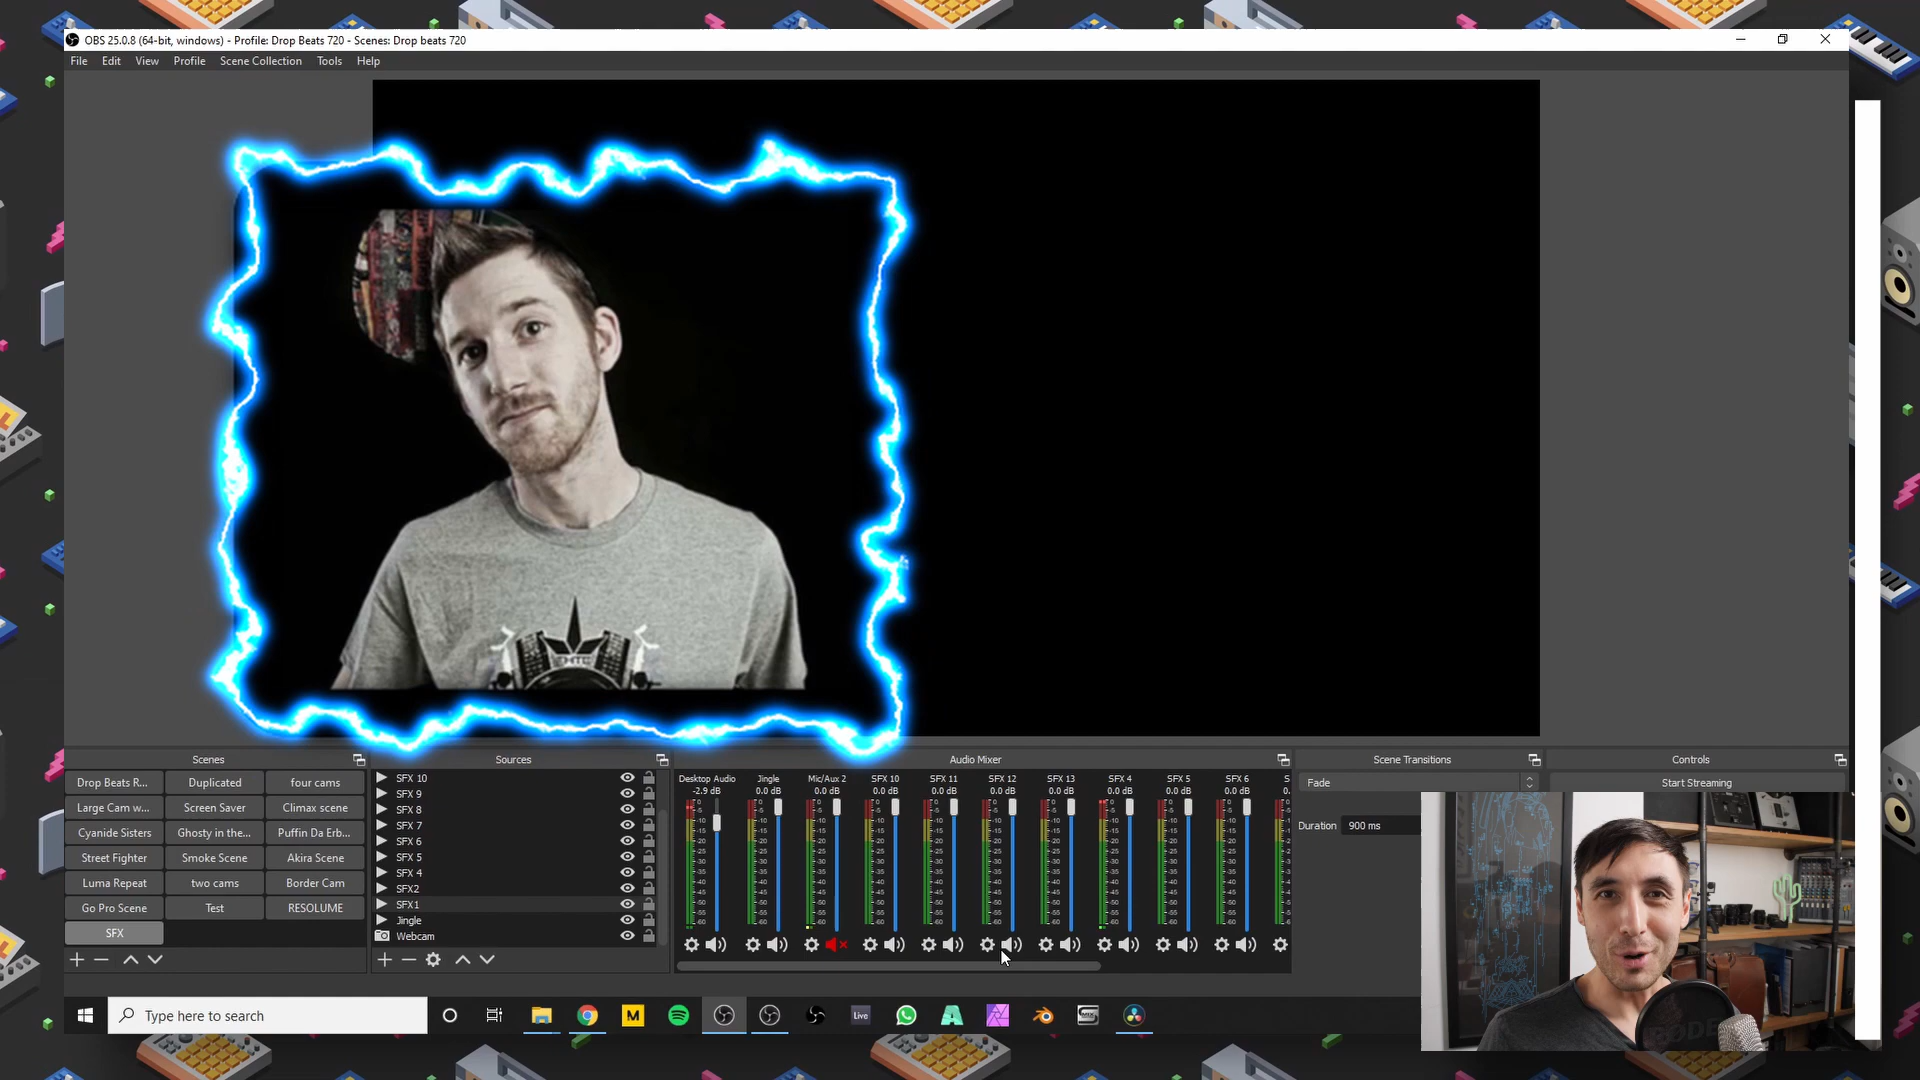 OBS 25.0.8 (64-bit, windows) - Profile: Drop Beats 720 - Scenes: Drop beats 720
File Edit View Profile Scene Collection Tools Help
Scenes
Drop Beats R... Duplicated four cams
Large Cam w... Screen Saver Climax scene
Cyanide Sisters Ghosty in the... Puffin Da Erb...
Street Fighter Smoke Scene Akira Scene
Luma Repeat two cams Border Cam
Go Pro Scene Test RESOLUME
SFX
Sources
SFX 10
SFX 9
SFX 8
SFX 7
SFX 6
SFX 5
SFX 4
SFX2
SFX1
Jingle
Webcam
Audio Mixer
Desktop Audio Jingle Mic/Aux 2 SFX 10 SFX 11 SFX 12 SFX 13 SFX 4 SFX 5 SFX 6
-2.9 dB 0.0 dB 0.0 dB 0.0 dB 0.0 dB 0.0 dB 0.0 dB 0.0 dB 0.0 dB 0.0 dB
Scene Transitions
Fade
Duration 900 ms
Controls
Start Streaming
Type here to search
M
Live
RODE